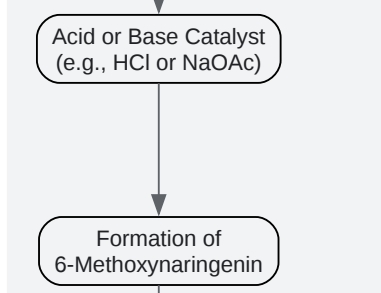 Acid or Base Catalyst
(e.g., HCl or NaOAc)
Formation of
6-Methoxynaringenin